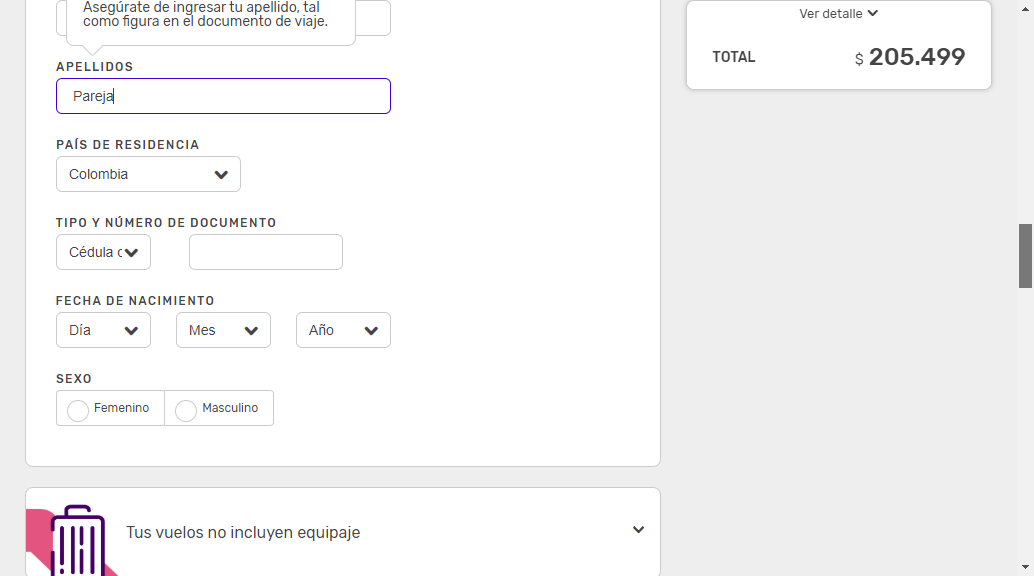 Asegúrate de ingresar tu apellido, tal
como figura en el documento de viaje.
Ver detalle
TOTAL
$ 205.499
APELLIDOS
Pareja
PAÍS DE RESIDENCIA
Colombia
TIPO Y NÚMERO DE DOCUMENTO
Cédula c
FECHA DE NACIMIENTO
Día Mes Año
SEXO
Femenino Masculino
Tus vuelos no incluyen equipaje